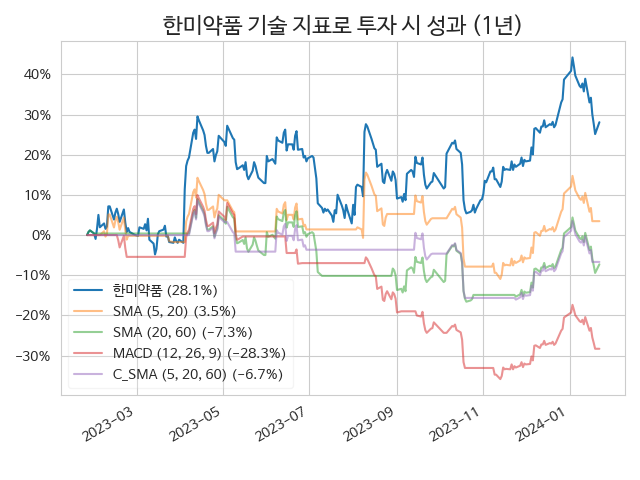 한미약품 기술 지표로 투자 시 성과 (1년)
40%
30%
20%
10%
0%
−10%
−20%
−30%
한미약품 (28.1%)
SMA (5, 20) (3.5%)
SMA (20, 60) (−7.3%)
MACD (12, 26, 9) (−28.3%)
C_SMA (5, 20, 60) (−6.7%)
2023-03
2023-05
2023-07
2023-09
2023-11
2024-01